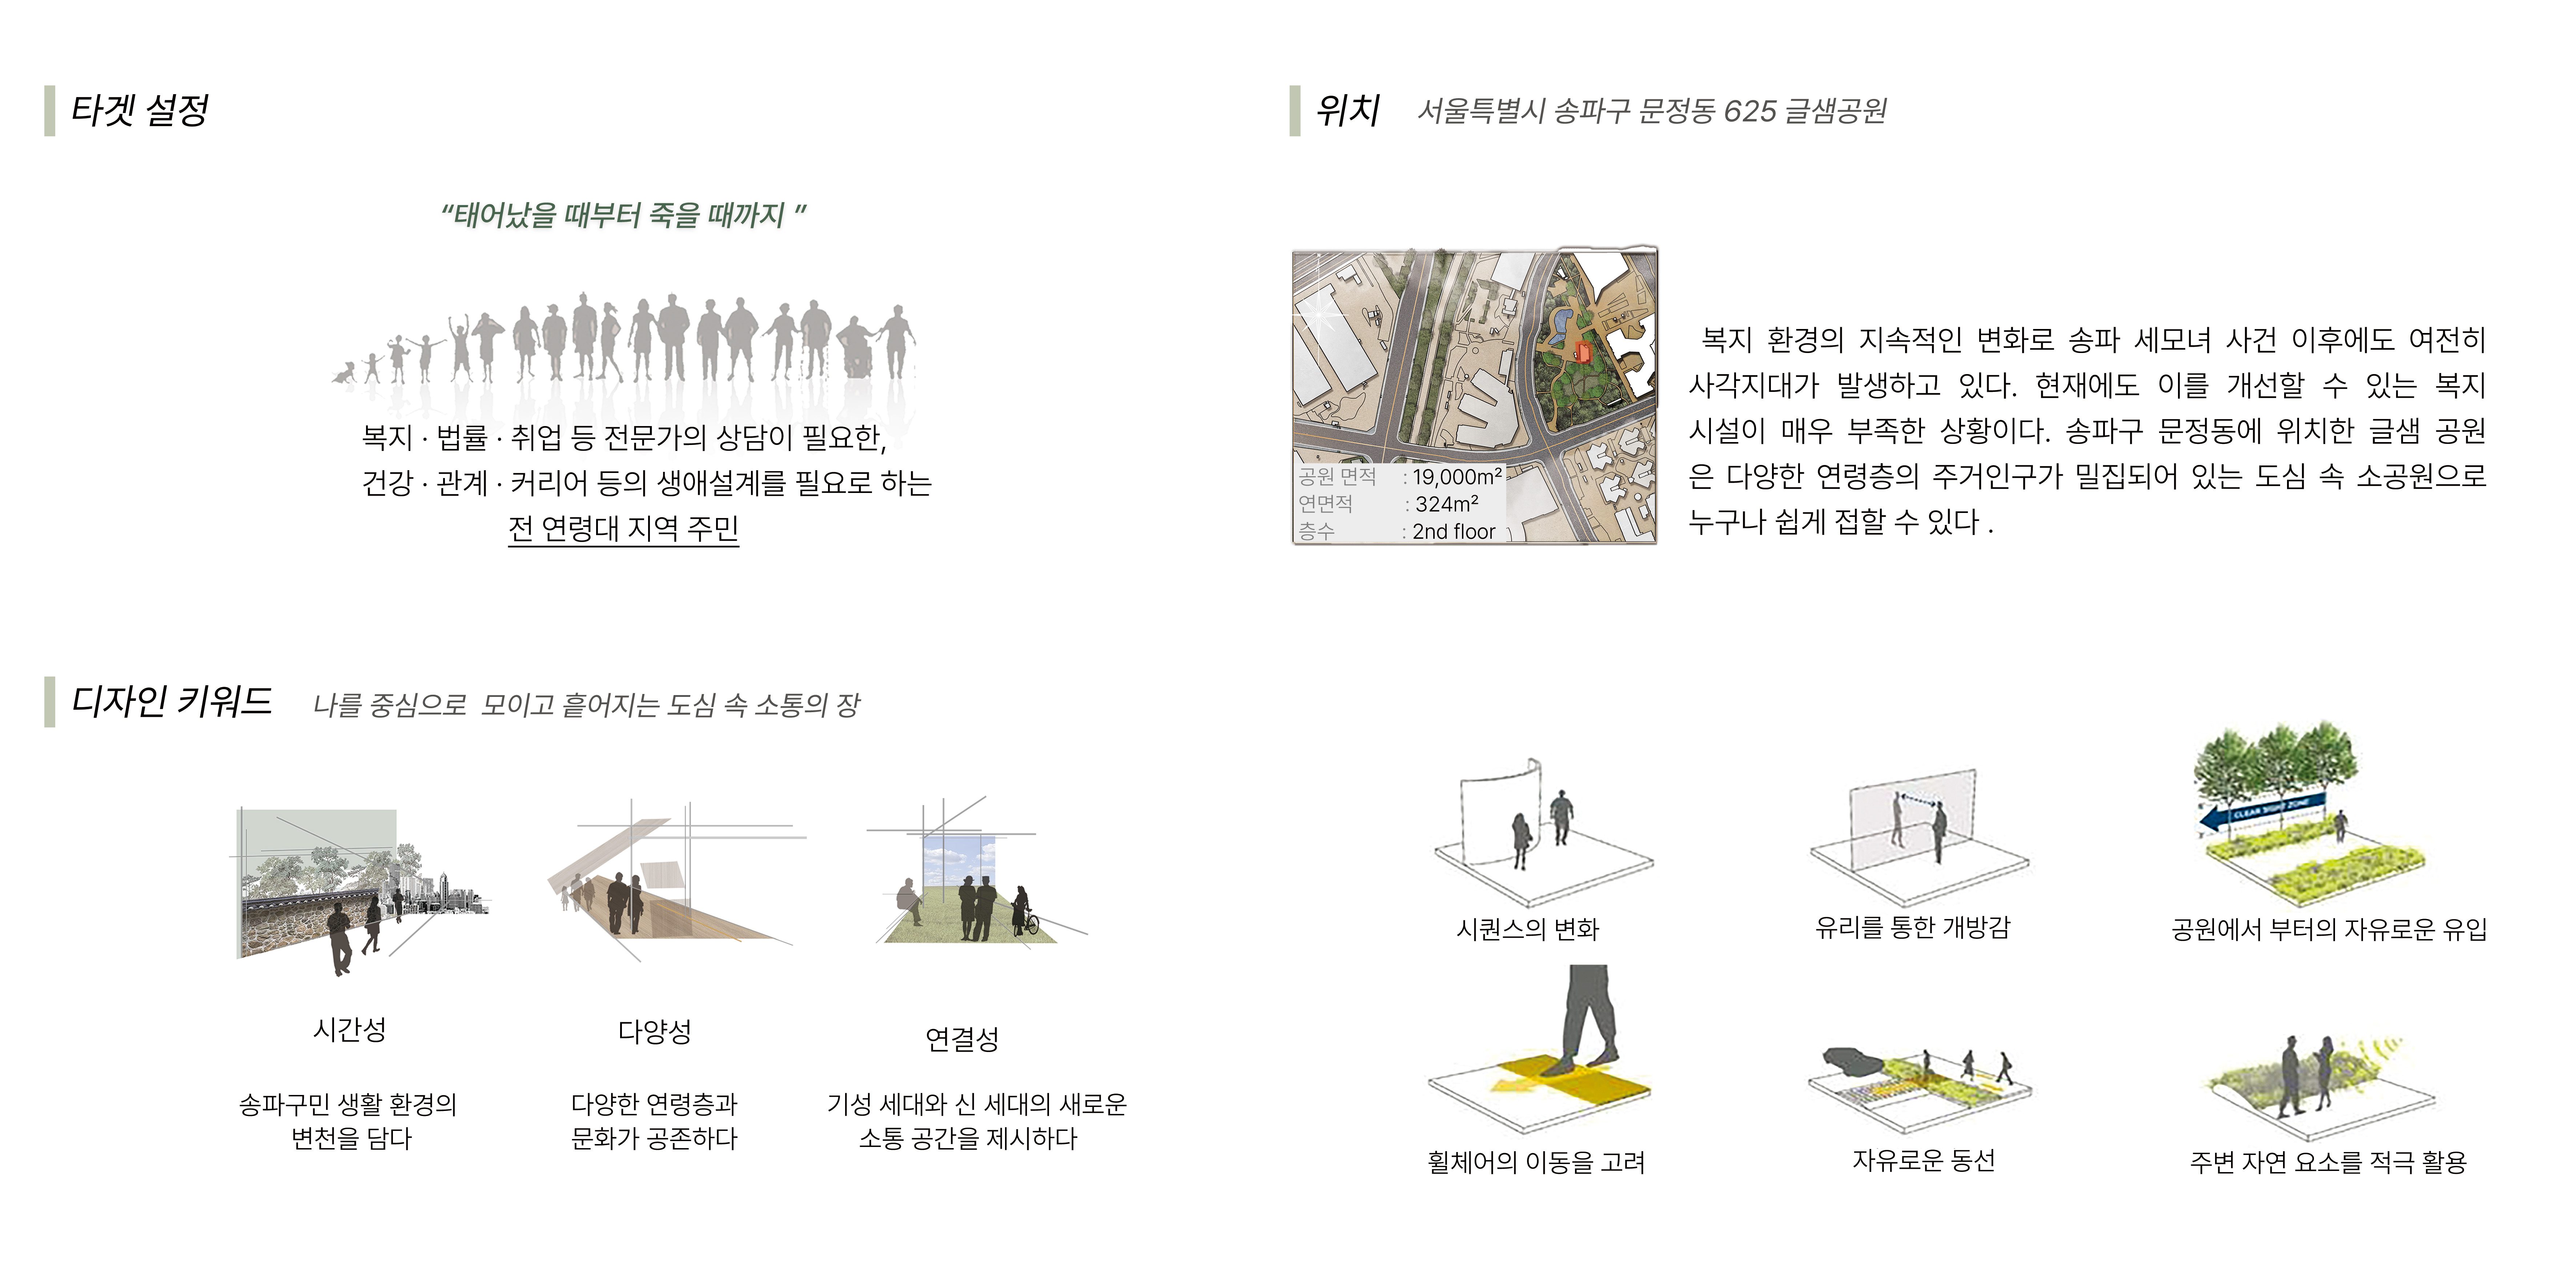 타겟 설정
“태어났을 때부터 죽을 때까지 ”
복지 · 법률 · 취업 등 전문가의 상담이 필요한,
건강 · 관계 · 커리어 등의 생애설계를 필요로 하는
전 연령대 지역 주민
위치 서울특별시 송파구 문정동 625 글샘공원
공원 면적 : 19,000m²
연면적 : 324m²
층수 : 2nd floor
복지 환경의 지속적인 변화로 송파 세모녀 사건 이후에도 여전히
사각지대가 발생하고 있다. 현재에도 이를 개선할 수 있는 복지
시설이 매우 부족한 상황이다. 송파구 문정동에 위치한 글샘 공원
은 다양한 연령층의 주거인구가 밀집되어 있는 도심 속 소공원으로
누구나 쉽게 접할 수 있다 .
디자인 키워드 나를 중심으로 모이고 흩어지는 도심 속 소통의 장
시간성
송파구민 생활 환경의
변천을 담다
다양성
다양한 연령층과
문화가 공존하다
연결성
기성 세대와 신 세대의 새로운
소통 공간을 제시하다
시퀀스의 변화
유리를 통한 개방감
CLEAR SIGHT ZONE
공원에서 부터의 자유로운 유입
휠체어의 이동을 고려
자유로운 동선
주변 자연 요소를 적극 활용